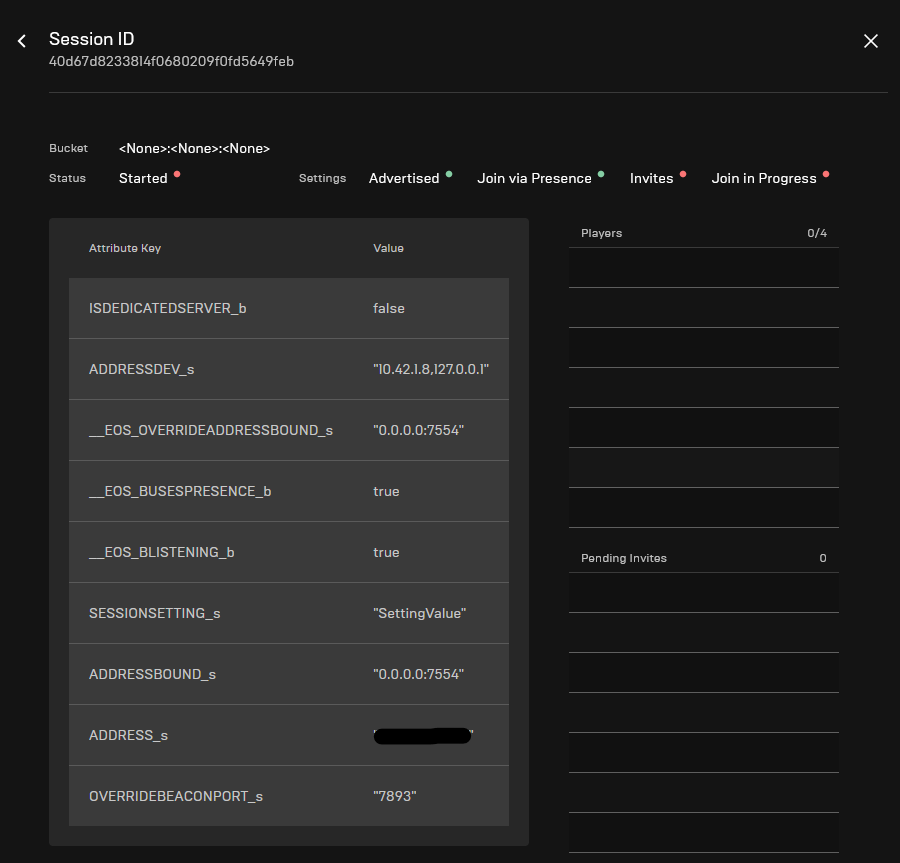 Session ID
40d67d8233814f0680209f0fd5649feb
Bucket <None>:<None>:<None>
Status Started Settings Advertised Join via Presence Invites Join in Progress
Attribute Key Value
ISDEDICATEDSERVER_b false
ADDRESSDEV_s "10.42.1.8,127.0.0.1"
__EOS_OVERRIDEADDRESSBOUND_s "0.0.0.0:7554"
__EOS_BUSESPRESENCE_b true
__EOS_BLISTENING_b true
SESSIONSETTING_s "SettingValue"
ADDRESSBOUND_s "0.0.0.0:7554"
ADDRESS_s
OVERRIDEBEACONPORT_s "7893"
Players 0/4
Pending Invites 0